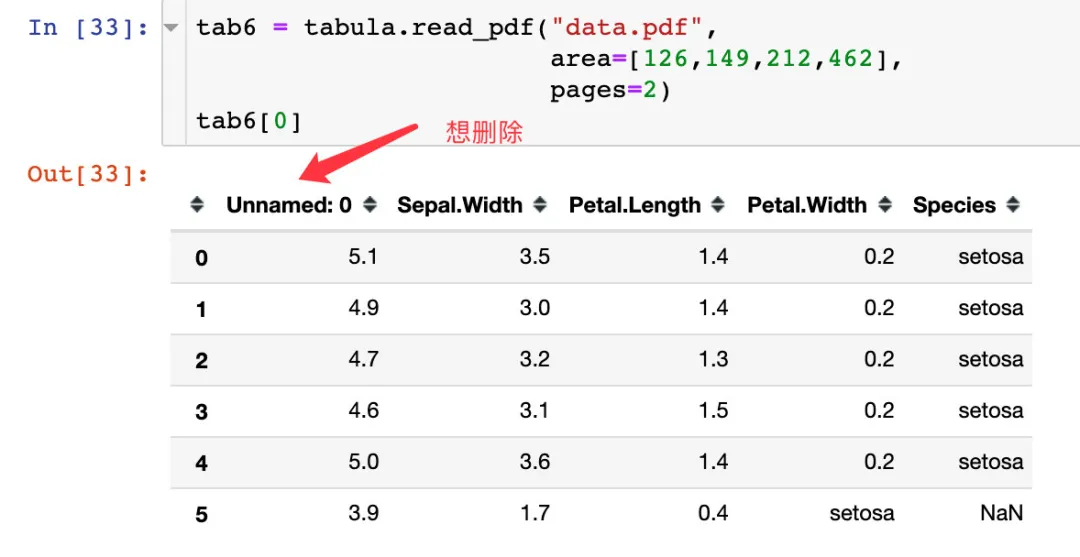 In [33]: tab6 = tabula.read_pdf("data.pdf",
area=[126,149,212,462],
pages=2)
tab6[0]
想删除
Out[33]:
Unnamed: 0 Sepal.Width Petal.Length Petal.Width Species
0 5.1 3.5 1.4 0.2 setosa
1 4.9 3.0 1.4 0.2 setosa
2 4.7 3.2 1.3 0.2 setosa
3 4.6 3.1 1.5 0.2 setosa
4 5.0 3.6 1.4 0.2 setosa
5 3.9 1.7 0.4 setosa NaN